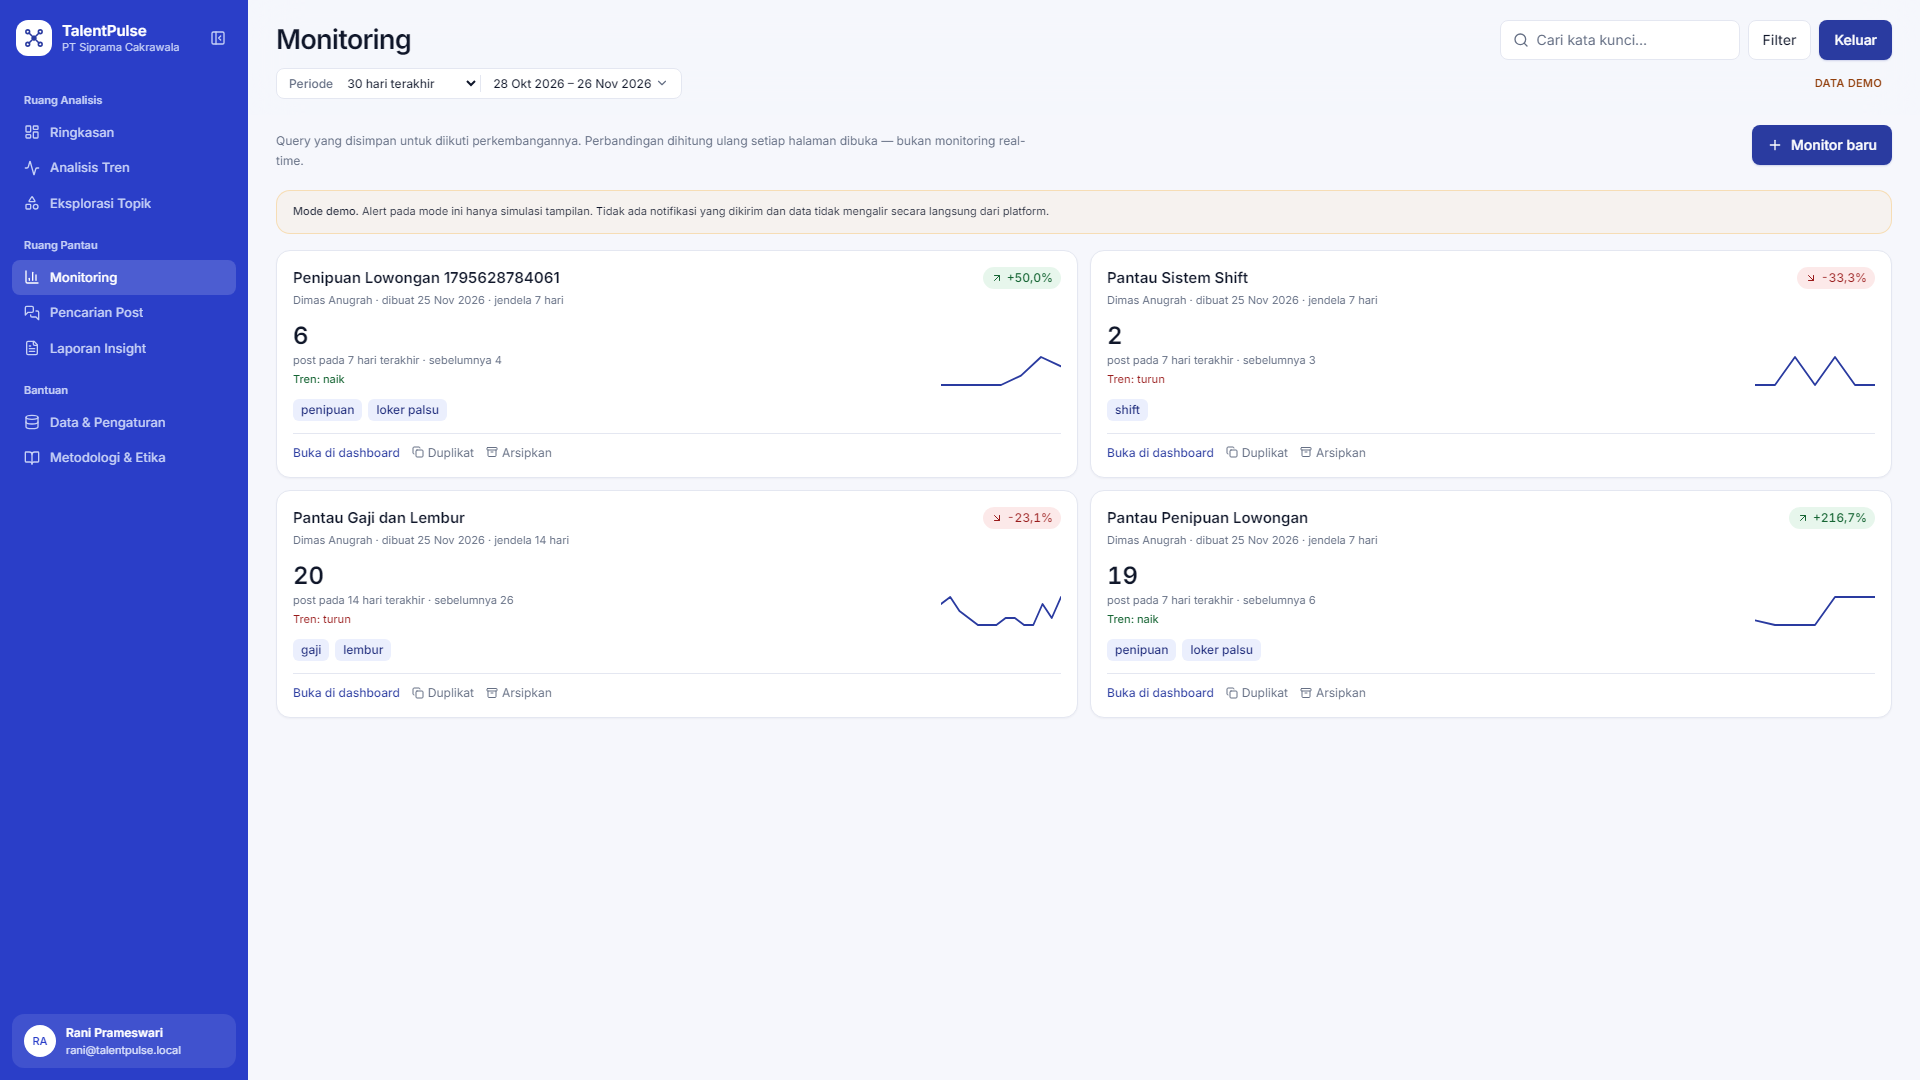 TalentPulse
PT Siprama Cakrawala
Ruang Analisis
Ringkasan
Analisis Tren
Eksplorasi Topik
Ruang Pantau
Monitoring
Pencarian Post
Laporan Insight
Bantuan
Data & Pengaturan
Metodologi & Etika
RA
Rani Prameswari
rani@talentpulse.local
Monitoring
Cari kata kunci...
Filter
Keluar
Periode 30 hari terakhir 28 Okt 2026 – 26 Nov 2026
DATA DEMO
Query yang disimpan untuk diikuti perkembangannya. Perbandingan dihitung ulang setiap halaman dibuka — bukan monitoring real-
time.
Monitor baru
Mode demo. Alert pada mode ini hanya simulasi tampilan. Tidak ada notifikasi yang dikirim dan data tidak mengalir secara langsung dari platform.
Penipuan Lowongan 1795628784061
+50,0%
Dimas Anugrah · dibuat 25 Nov 2026 · jendela 7 hari
6
post pada 7 hari terakhir · sebelumnya 4
Tren: naik
penipuan loker palsu
Buka di dashboard Duplikat Arsipkan
Pantau Sistem Shift
-33,3%
Dimas Anugrah · dibuat 25 Nov 2026 · jendela 7 hari
2
post pada 7 hari terakhir · sebelumnya 3
Tren: turun
shift
Buka di dashboard Duplikat Arsipkan
Pantau Gaji dan Lembur
-23,1%
Dimas Anugrah · dibuat 25 Nov 2026 · jendela 14 hari
20
post pada 14 hari terakhir · sebelumnya 26
Tren: turun
gaji lembur
Buka di dashboard Duplikat Arsipkan
Pantau Penipuan Lowongan
+216,7%
Dimas Anugrah · dibuat 25 Nov 2026 · jendela 7 hari
19
post pada 7 hari terakhir · sebelumnya 6
Tren: naik
penipuan loker palsu
Buka di dashboard Duplikat Arsipkan